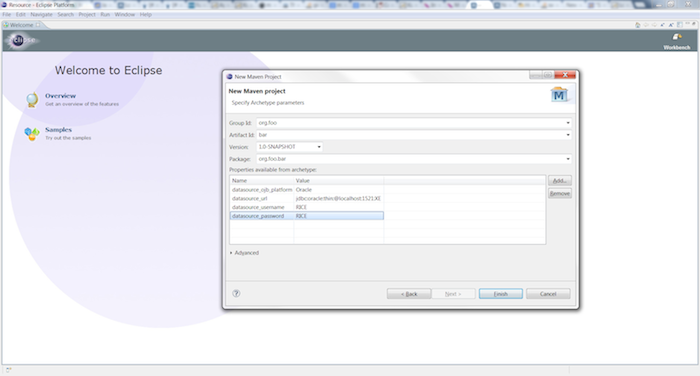 Resource - Eclipse Platform
File Edit Navigate Search Project Run Window Help
Welcome
Workbench
Welcome to Eclipse
Overview
Get an overview of the features
Samples
Try out the samples
New Maven Project
New Maven project
Specify Archetype parameters
Group Id: org.foo
Artifact Id: bar
Version: 1.0-SNAPSHOT
Package: org.foo.bar
Properties available from archetype:
Name Value
datasource_ojb_platform Oracle
datasource_url jdbc:oracle:thin:@localhost:1521:XE
datasource_username RICE
datasource_password RICE
Add...
Remove
Advanced
< Back Next > Finish Cancel